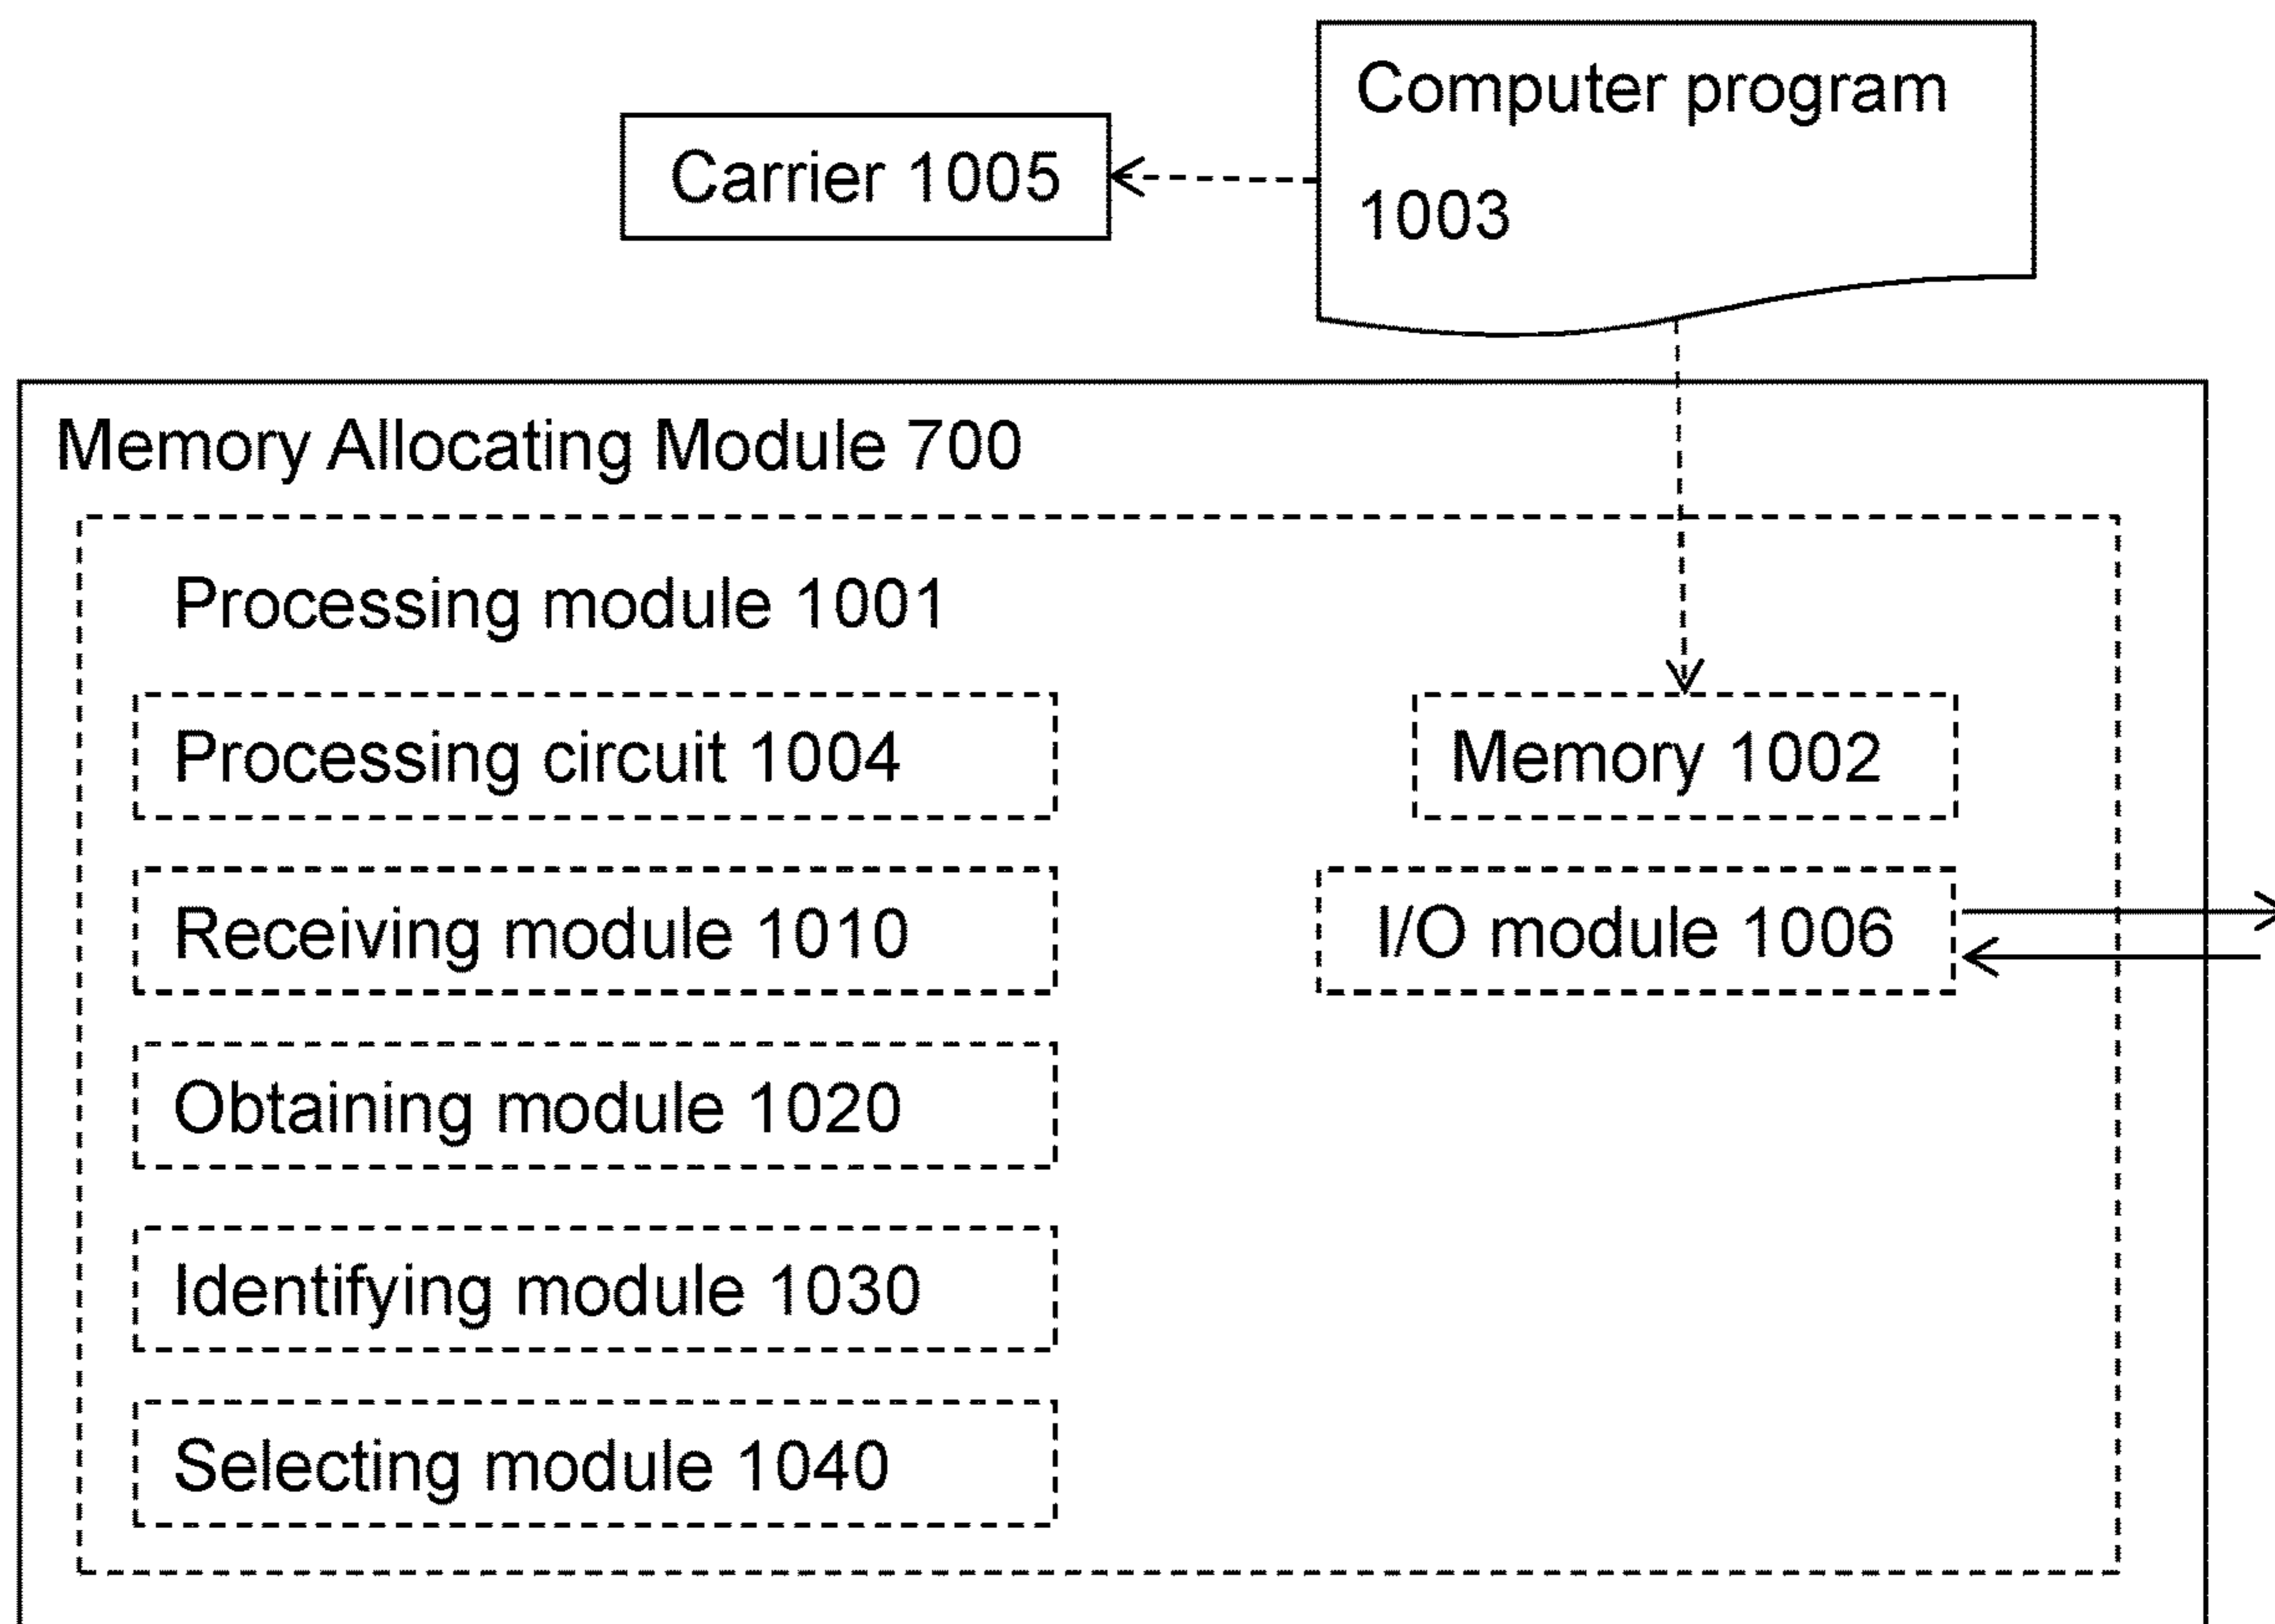 Computer program
1003
Carrier 1005
Memory Allocating Module 700
Processing module 1001
Processing circuit 1004
Memory 1002
Receiving module 1010
I/O module 1006
Obtaining module 1020
Identifying module 1030
Selecting module 1040